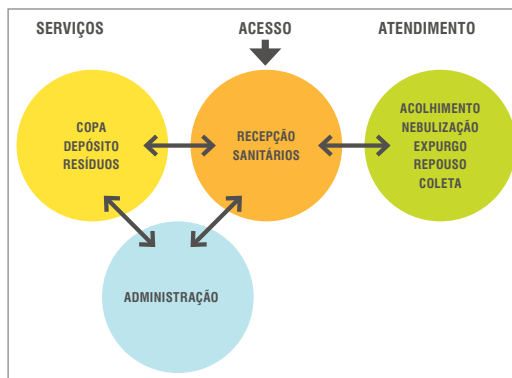 SERVIÇOS
ACESSO
ATENDIMENTO
COPA
DEPÓSITO
RESÍDUOS
RECEPÇÃO
SANITÁRIOS
ACOLHIMENTO
NEBULIZAÇÃO
EXPURGO
REPOUSO
COLETA
ADMINISTRAÇÃO